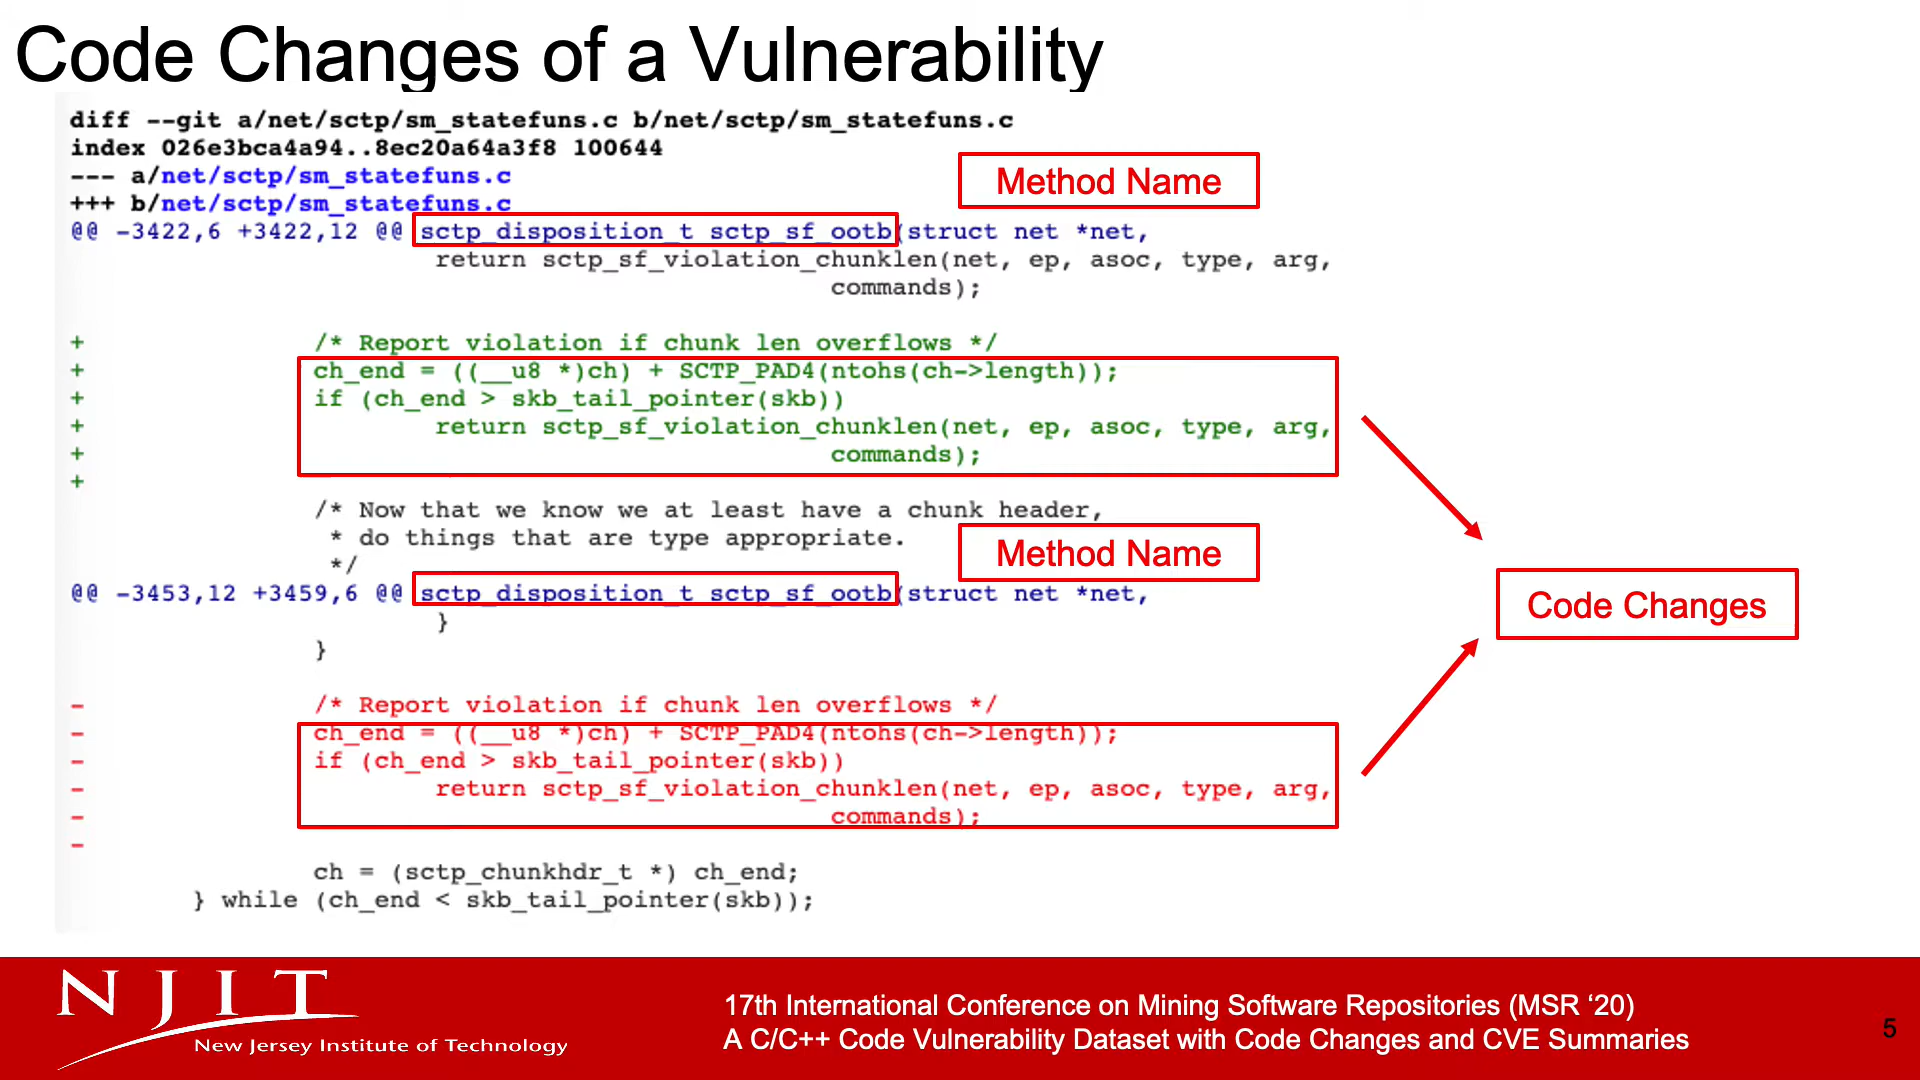 Code Changes of a Vulnerability
diff --git a/net/sctp/sm_statefuns.c b/net/sctp/sm_statefuns.c
index 026e3bca4a94..8ec20a64a3f8 100644
--- a/net/sctp/sm_statefuns.c
+++ b/net/sctp/sm_statefuns.c
Method Name
@@ -3422,6 +3422,12 @@ sctp_disposition_t sctp_sf_ootb(struct net *net,
return sctp_sf_violation_chunklen(net, ep, asoc, type, arg,
commands);
+ /* Report violation if chunk len overflows */
+ ch_end = ((__u8 *)ch) + SCTP_PAD4(ntohs(ch->length));
+ if (ch_end > skb_tail_pointer(skb))
+ return sctp_sf_violation_chunklen(net, ep, asoc, type, arg,
+ commands);
+
/* Now that we know we at least have a chunk header,
* do things that are type appropriate.
*/
Method Name
@@ -3453,12 +3459,6 @@ sctp_disposition_t sctp_sf_ootb(struct net *net,
}
}
- /* Report violation if chunk len overflows */
- ch_end = ((__u8 *)ch) + SCTP_PAD4(ntohs(ch->length));
- if (ch_end > skb_tail_pointer(skb))
- return sctp_sf_violation_chunklen(net, ep, asoc, type, arg,
- commands);
-
ch = (sctp_chunkhdr_t *) ch_end;
} while (ch_end < skb_tail_pointer(skb));
Code Changes
NJIT
New Jersey Institute of Technology
17th International Conference on Mining Software Repositories (MSR ‘20)
A C/C++ Code Vulnerability Dataset with Code Changes and CVE Summaries
5